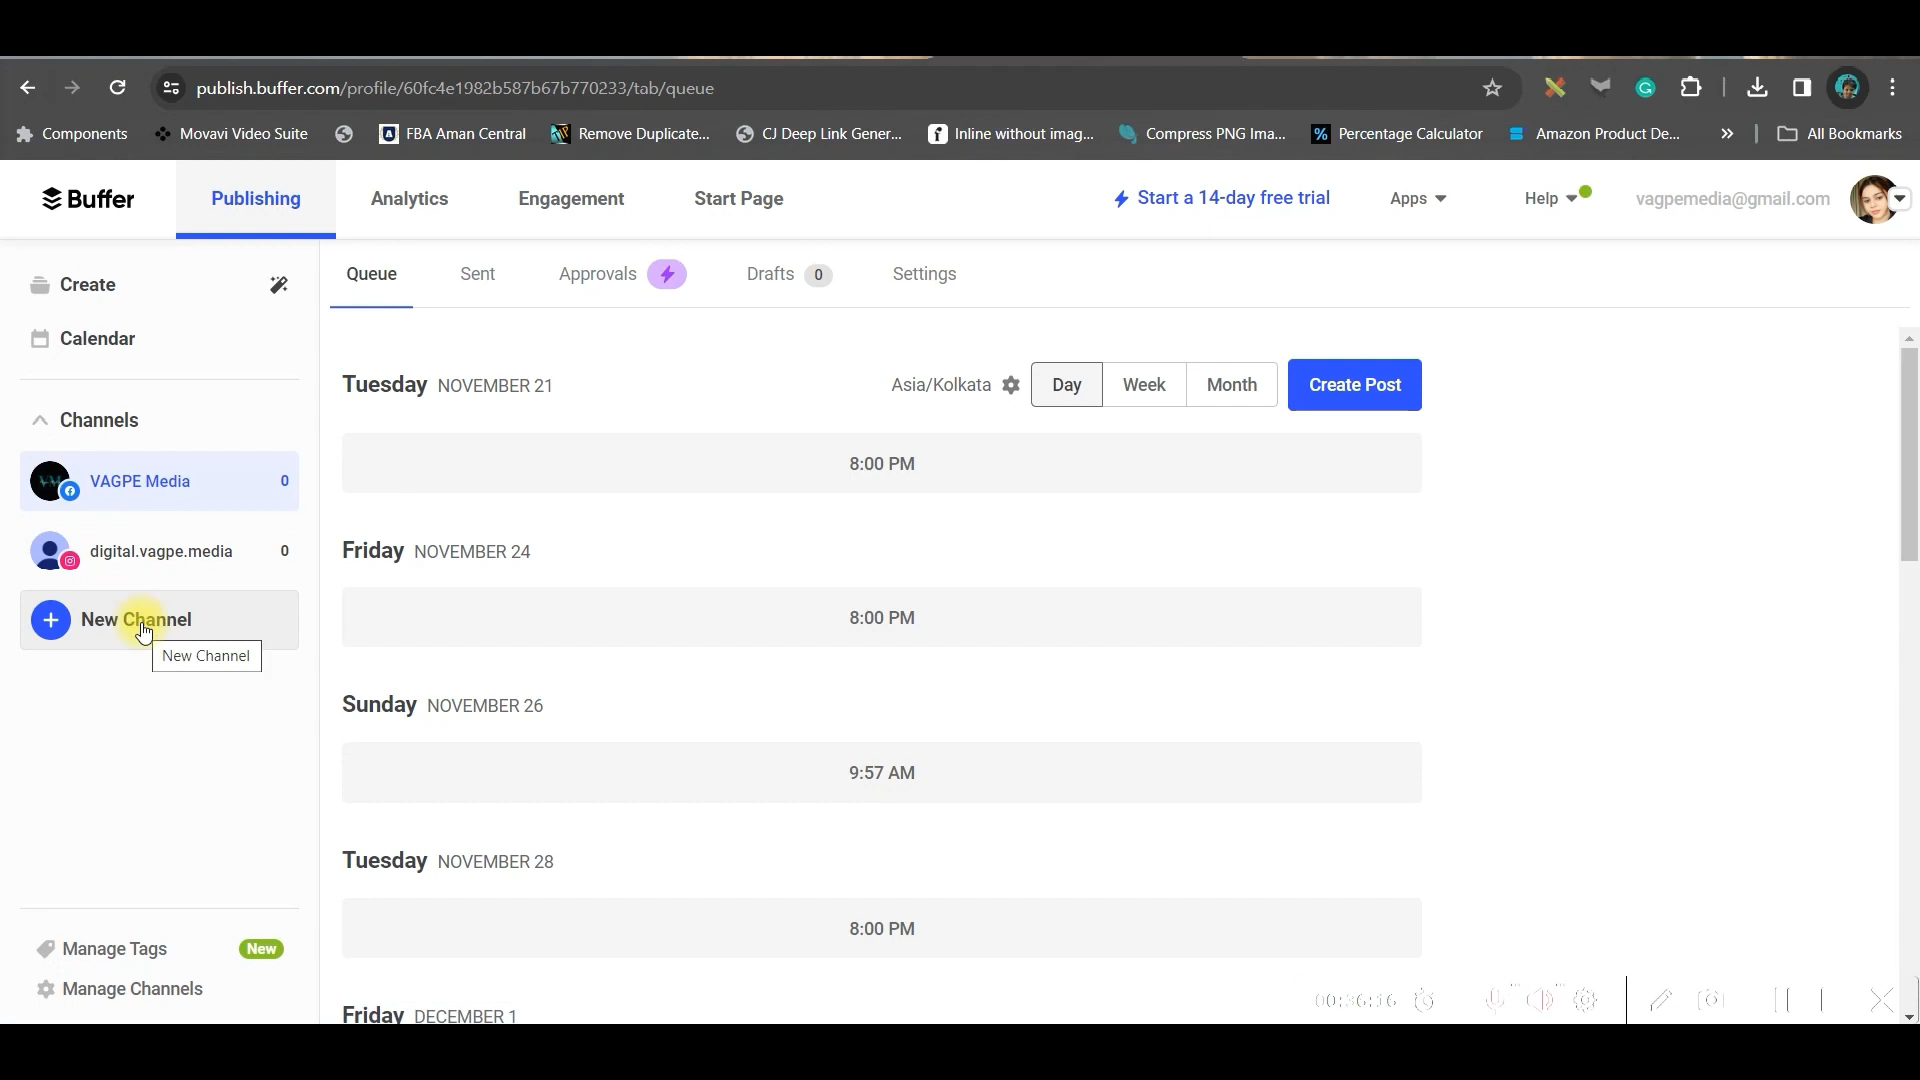 publish.buffer.com/profile/60fc4e1982b587b67b770233/tab/queue
Components Movavi Video Suite FBA Aman Central Remove Duplicate... CJ Deep Link Gener... Inline without imag... Compress PNG Ima... Percentage Calculator Amazon Product De... All Bookmarks
Buffer Publishing Analytics Engagement Start Page Start a 14-day free trial Apps Help vagpemedia@gmail.com
Create
Calendar
Channels
VAGPE Media 0
digital.vagpe.media 0
New Channel
New Channel
Manage Tags New
Manage Channels
Queue Sent Approvals Drafts 0 Settings
Tuesday NOVEMBER 21 Asia/Kolkata Day Week Month Create Post
8:00 PM
Friday NOVEMBER 24
8:00 PM
Sunday NOVEMBER 26
9:57 AM
Tuesday NOVEMBER 28
8:00 PM
Friday DECEMBER 1
00:36:16